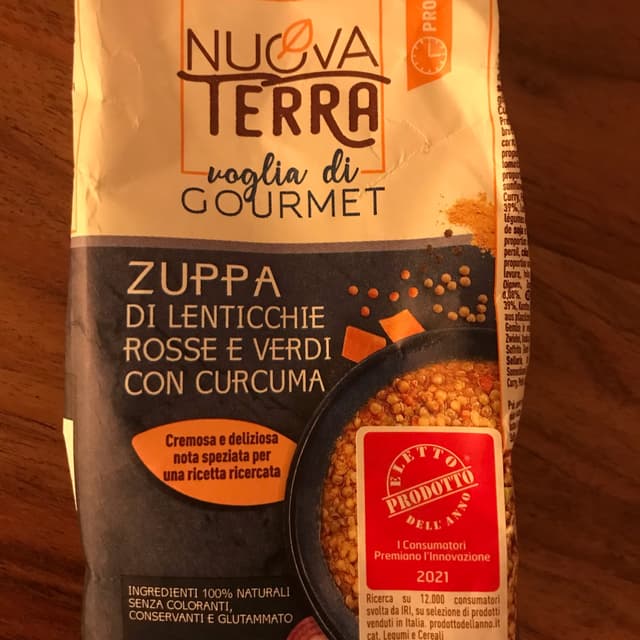 NUOVA
TERRA
voglia di
GOURMET
PRO
ZUPPA
DI LENTICCHIE
ROSSE E VERDI
CON CURCUMA
Cremosa e deliziosa
nota speziata per
una ricetta ricercata
ELETTO
PRODOTTO
DELL'ANNO
®
I Consumatori
Premiano l'Innovazione
2021
Ricerca su 12.000 consumatori
svolta da IRI, su selezione di prodotti
venduti in Italia. prodottodellanno.it
cat. Legumi e Cereali
INGREDIENTI 100% NATURALI
SENZA COLORANTI,
CONSERVANTI E GLUTAMMATO